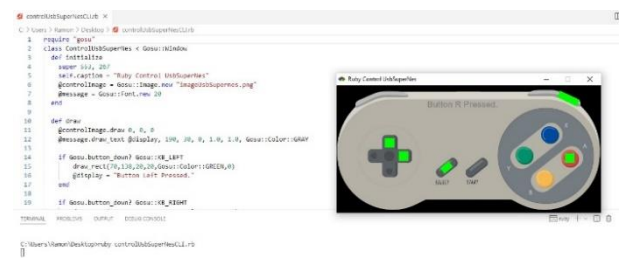 controlUsbSuperNesCLI.rb ×
C: > Users > Ramon > Desktop > controlUsbSuperNesCLI.rb
1 require "gosu"
2 class ControlUsbSuperNes < Gosu::Window
3 def initialize
4 super 553, 267
5 self.caption = "Ruby Control UsbSuperNes"
6 @controlImage = Gosu::Image.new "imageUsbSupernes.png"
7 @message = Gosu::Font.new 20
8 end
9
10 def draw
11 @controlImage.draw 0, 0, 0
12 @message.draw_text @display, 190, 30, 0, 1.0, 1.0, Gosu::Color::GRAY
13
14 if Gosu.button_down? Gosu::KB_LEFT
15 draw_rect(70,138,20,20,Gosu::Color::GREEN,0)
16 @display = "Button Left Pressed."
17 end
18
19 if Gosu.button_down? Gosu::KB_RIGHT
Ruby Control UsbSuperNes
Button R Pressed.
X
Y
A
B
SELECT START
TERMINAL PROBLEMS OUTPUT DEBUG CONSOLE
ruby
C:\Users\Ramon\Desktop>ruby controlUsbSuperNesCLI.rb